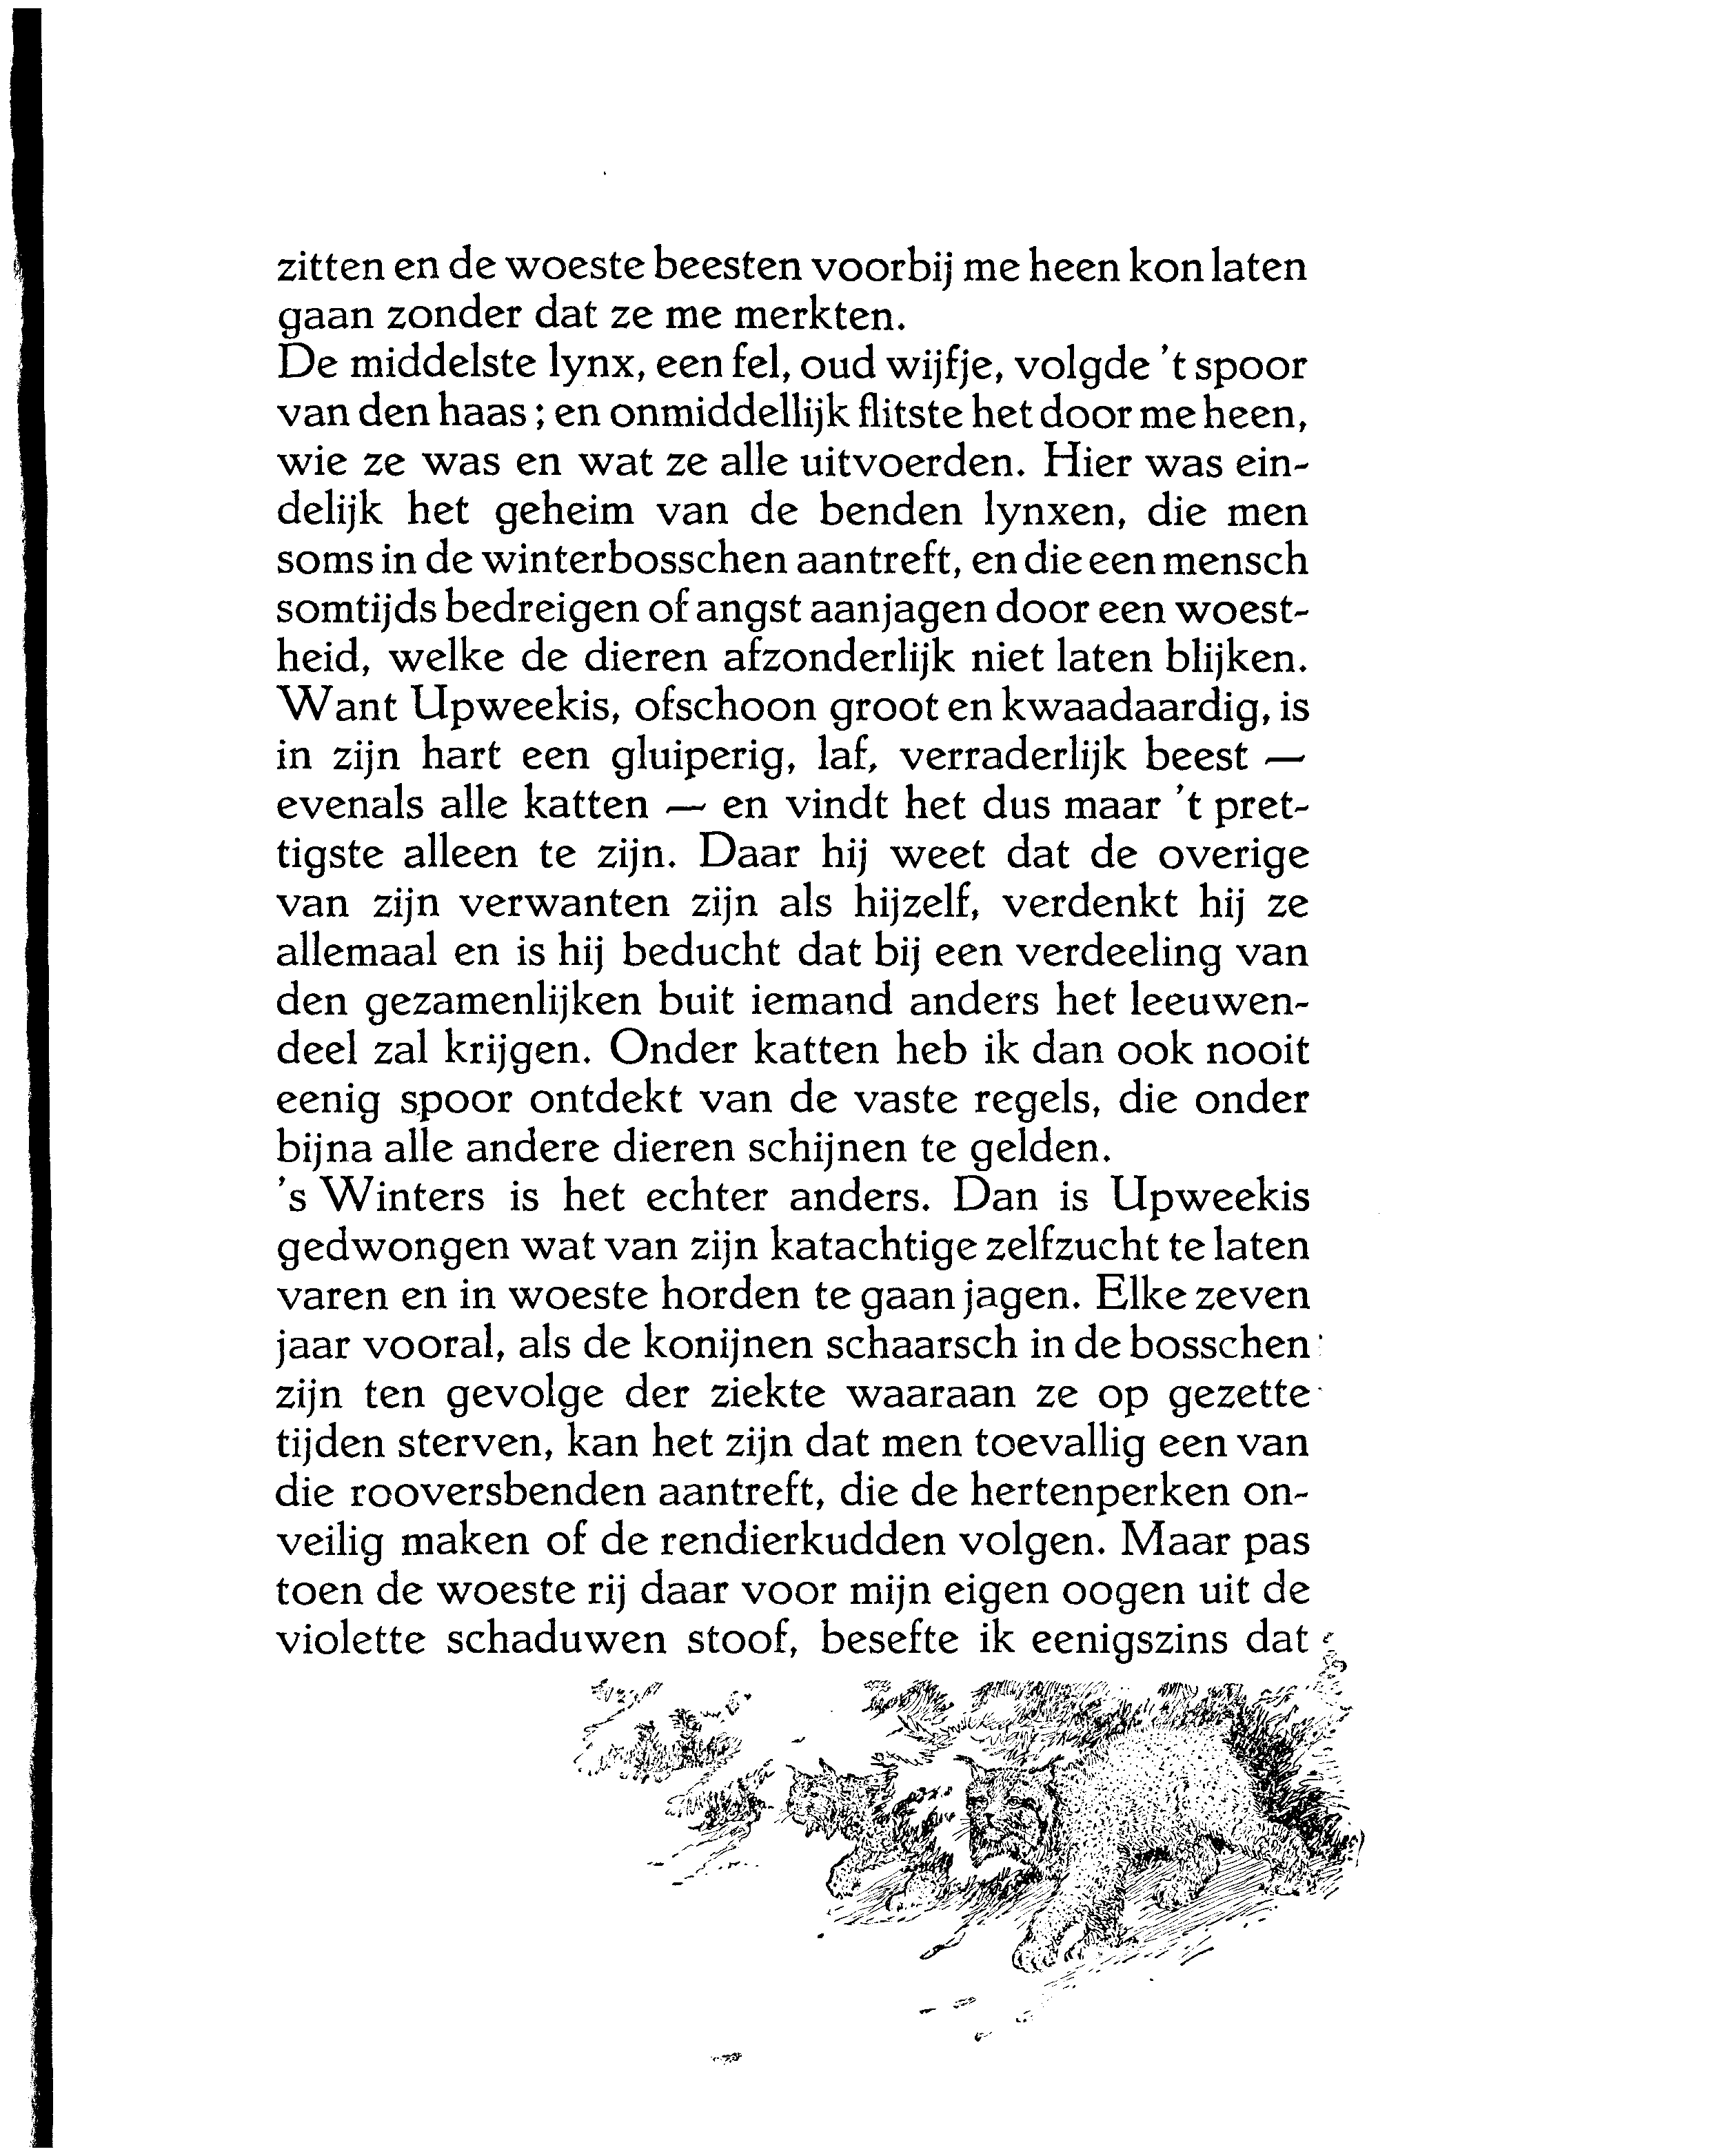 zitten en de woeste beesten voorbij me heen kon laten
gaan zonder dat ze me merkten.
De middelste lynx, een fel, oud wijfje, volgde 't spoor
van den haas ; en onmiddellijk flitste het door me heen,
wie ze was en wat ze alle uitvoerden. Hier was ein-
delijk het geheim van de benden lynxen, die men
soms in de winterbosschen aantreft, en die een mensch
somtijds bedreigen of angst aanjagen door een woest-
heid, welke de dieren afzonderlijk niet laten blijken.
Want Upweekis, ofschoon groot en kwaadaardig, is
in zijn hart een gluiperig, laf, verraderlijk beest —
evenals alle katten — en vindt het dus maar 't pret-
tigste alleen te zijn. Daar hij weet dat de overige
van zijn verwanten zijn als hijzelf, verdenkt hij ze
allemaal en is hij beducht dat bij een verdeeling van
den gezamenlijken buit iemand anders het leeuwen-
deel zal krijgen. Onder katten heb ik dan ook nooit
eenig spoor ontdekt van de vaste regels, die onder
bijna alle andere dieren schijnen te gelden.
's Winters is het echter anders. Dan is Upweekis
gedwongen wat van zijn katachtige zelfzucht te laten
varen en in woeste horden te gaan jagen. Elke zeven
jaar vooral, als de konijnen schaarsch in de bosschen
zijn ten gevolge der ziekte waaraan ze op gezette
tijden sterven, kan het zijn dat men toevallig een van
die rooversbenden aantreft, die de hertenperken on-
veilig maken of de rendierkudden volgen. Maar pas
toen de woeste rij daar voor mijn eigen oogen uit de
violette schaduwen stoof, besefte ik eenigszins dat